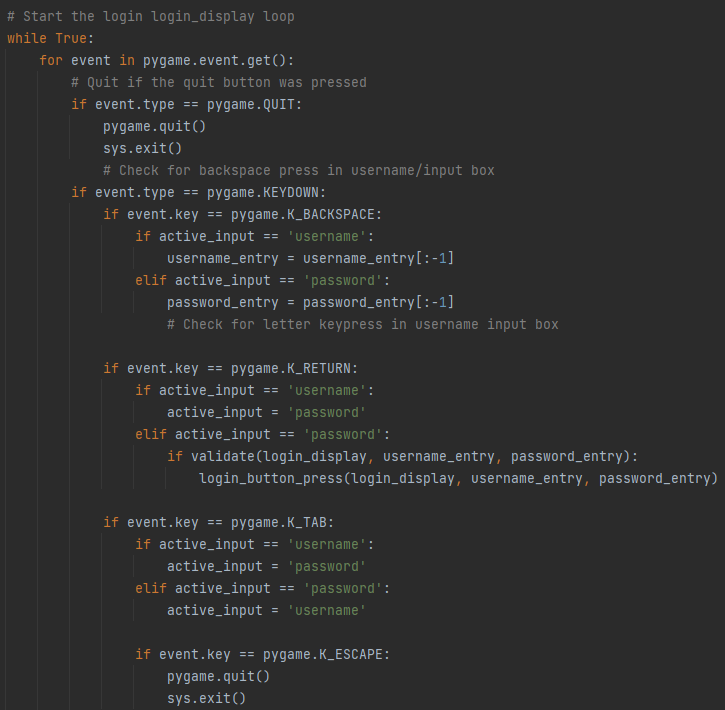 # Start the login login_display loop
while True:
    for event in pygame.event.get():
        # Quit if the quit button was pressed
        if event.type == pygame.QUIT:
            pygame.quit()
            sys.exit()
            # Check for backspace press in username/input box
        if event.type == pygame.KEYDOWN:
            if event.key == pygame.K_BACKSPACE:
                if active_input == 'username':
                    username_entry = username_entry[:-1]
                elif active_input == 'password':
                    password_entry = password_entry[:-1]
                    # Check for letter keypress in username input box

            if event.key == pygame.K_RETURN:
                if active_input == 'username':
                    active_input = 'password'
                elif active_input == 'password':
                    if validate(login_display, username_entry, password_entry):
                        login_button_press(login_display, username_entry, password_entry)

            if event.key == pygame.K_TAB:
                if active_input == 'username':
                    active_input = 'password'
                elif active_input == 'password':
                    active_input = 'username'

                if event.key == pygame.K_ESCAPE:
                    pygame.quit()
                    sys.exit()